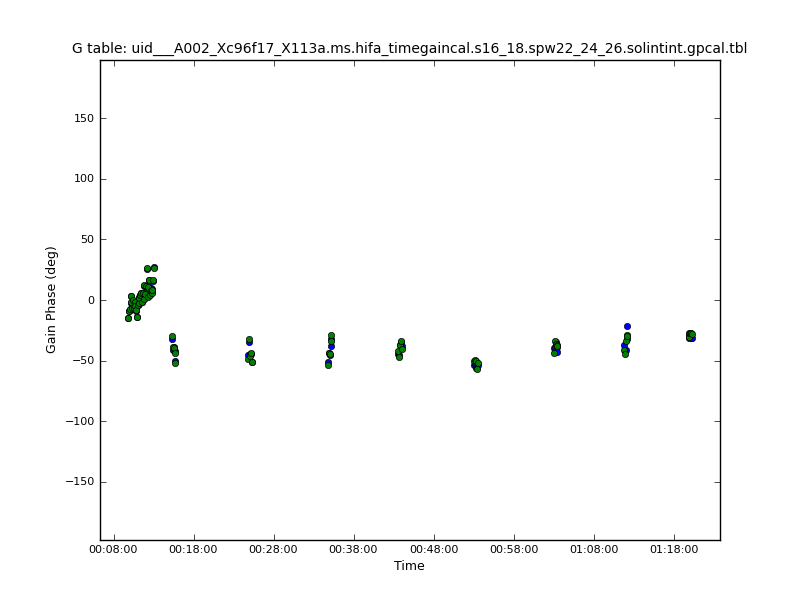 G table: uid___A002_Xc96f17_X113a.ms.hifa_timegaincal.s16_18.spw22_24_26.solintint.gpcal.tbl
150
100
50
0
−50
−100
−150
Gain Phase (deg)
00:08:00 00:18:00 00:28:00 00:38:00 00:48:00 00:58:00 01:08:00 01:18:00
Time